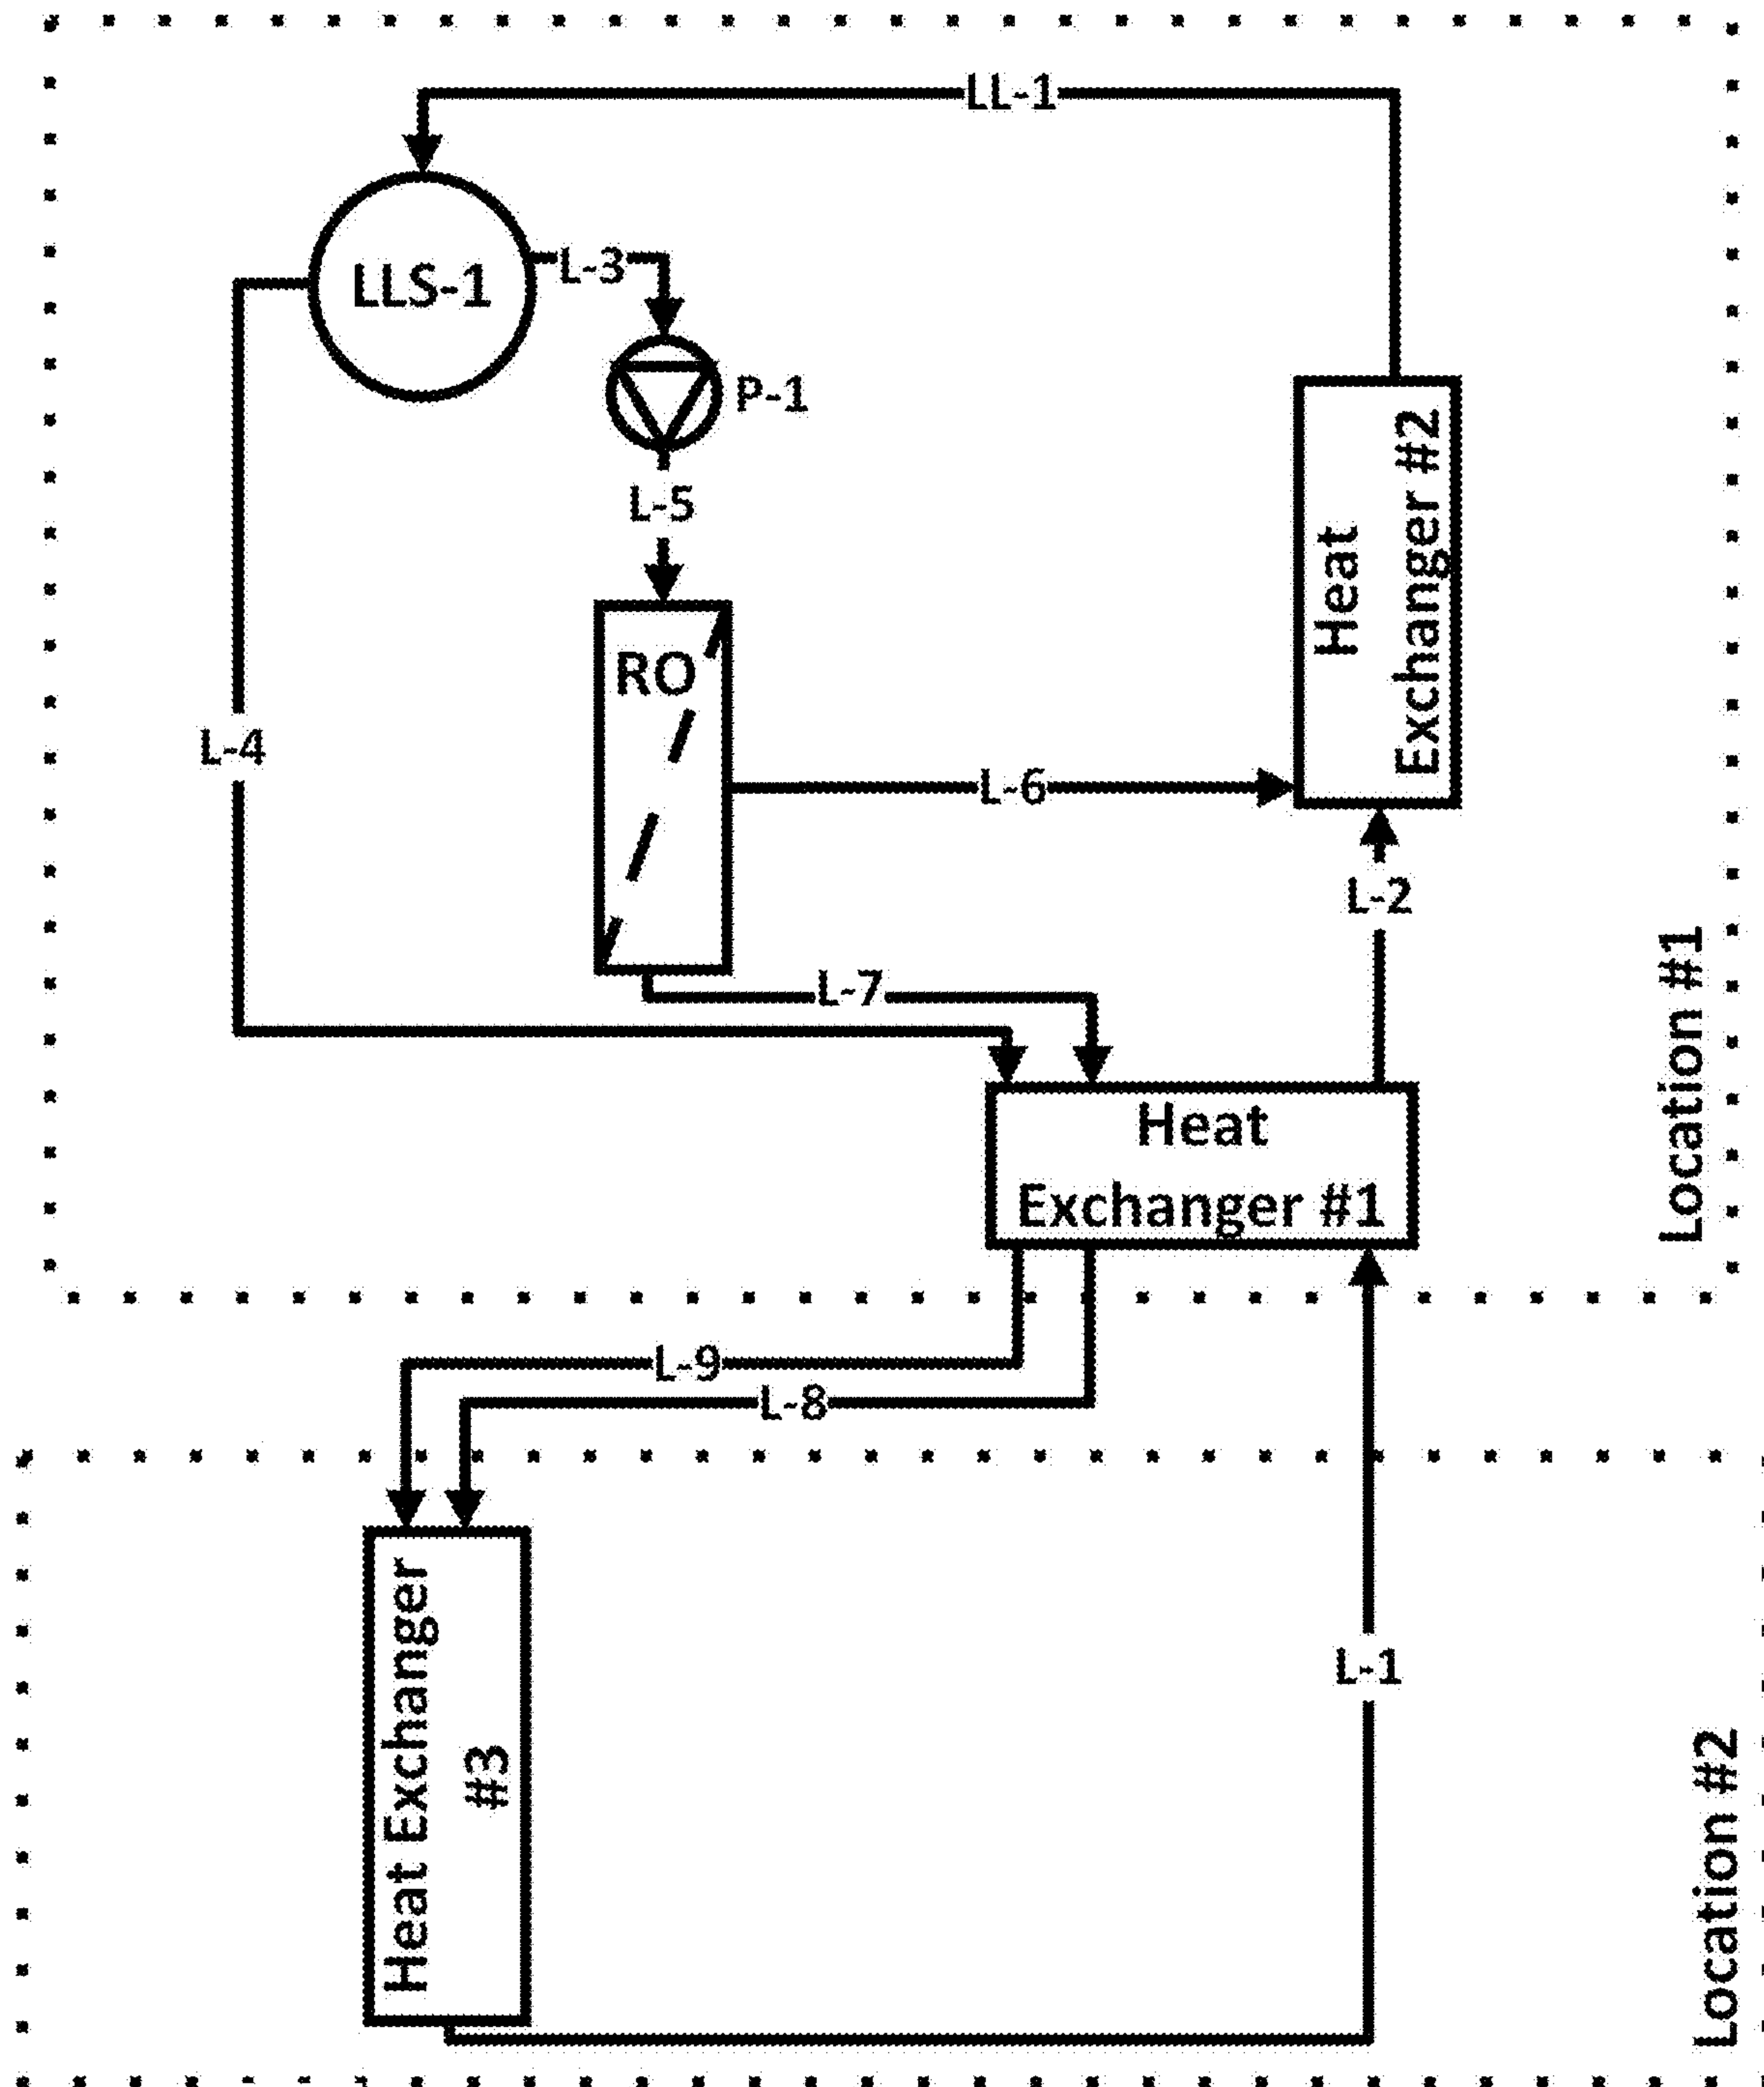 LL-1
LLS-1
L-3
P-1
L-5
Heat
Exchanger #2
RO
L-4
L-6
L-2
L-7
Location #1
Heat
Exchanger #1
L-9
L-8
Heat Exchanger
#3
L-1
Location #2